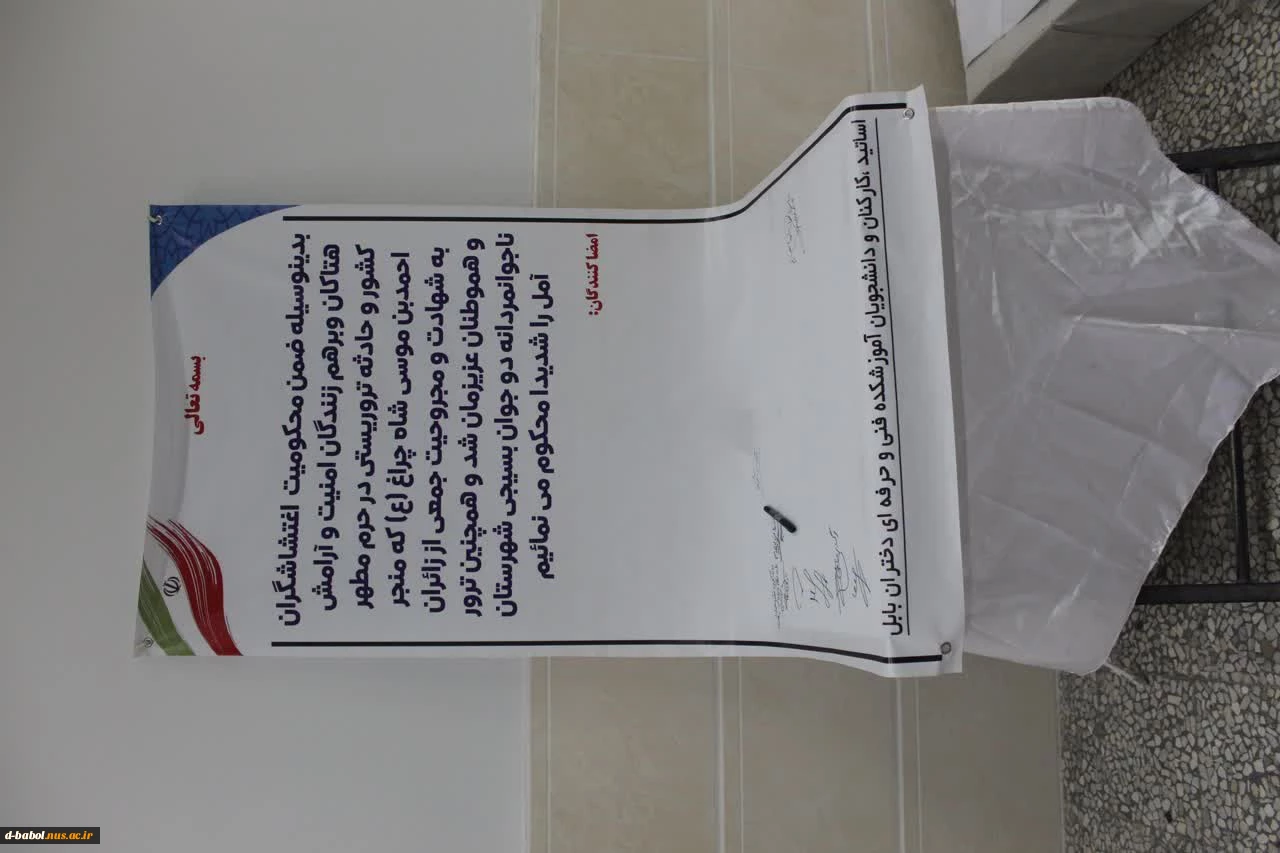 بسمه تعالی
بدینوسیله ضمن محکومیت اغتشاشگران
هتاکان وبرهم زنندگان امنیت و آرامش
کشور و حادثه تروریستی در حرم مطهر
احمدبن موسی شاه چراغ (ع) که منجر
به شهادت و مجروحیت جمعی از زائران
و هموطنان عزیزمان شد و همچنین ترور
ناجوانمردانه دو جوان بسیجی شهرستان
آمل را شدیدا محکوم می نمائیم
امضا کنندگان:
اساتید ،کارکنان و دانشجویان آموزشکده فنی و حرفه ای دختران بابل
d-babol.nus.ac.ir